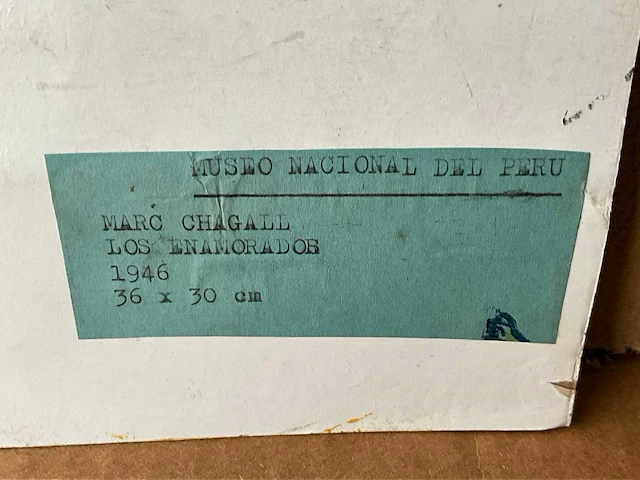 MUSEO NACIONAL DEL PERU
MARC CHAGALL
LOS ENAMORADOS
1946
36 x 30 cm